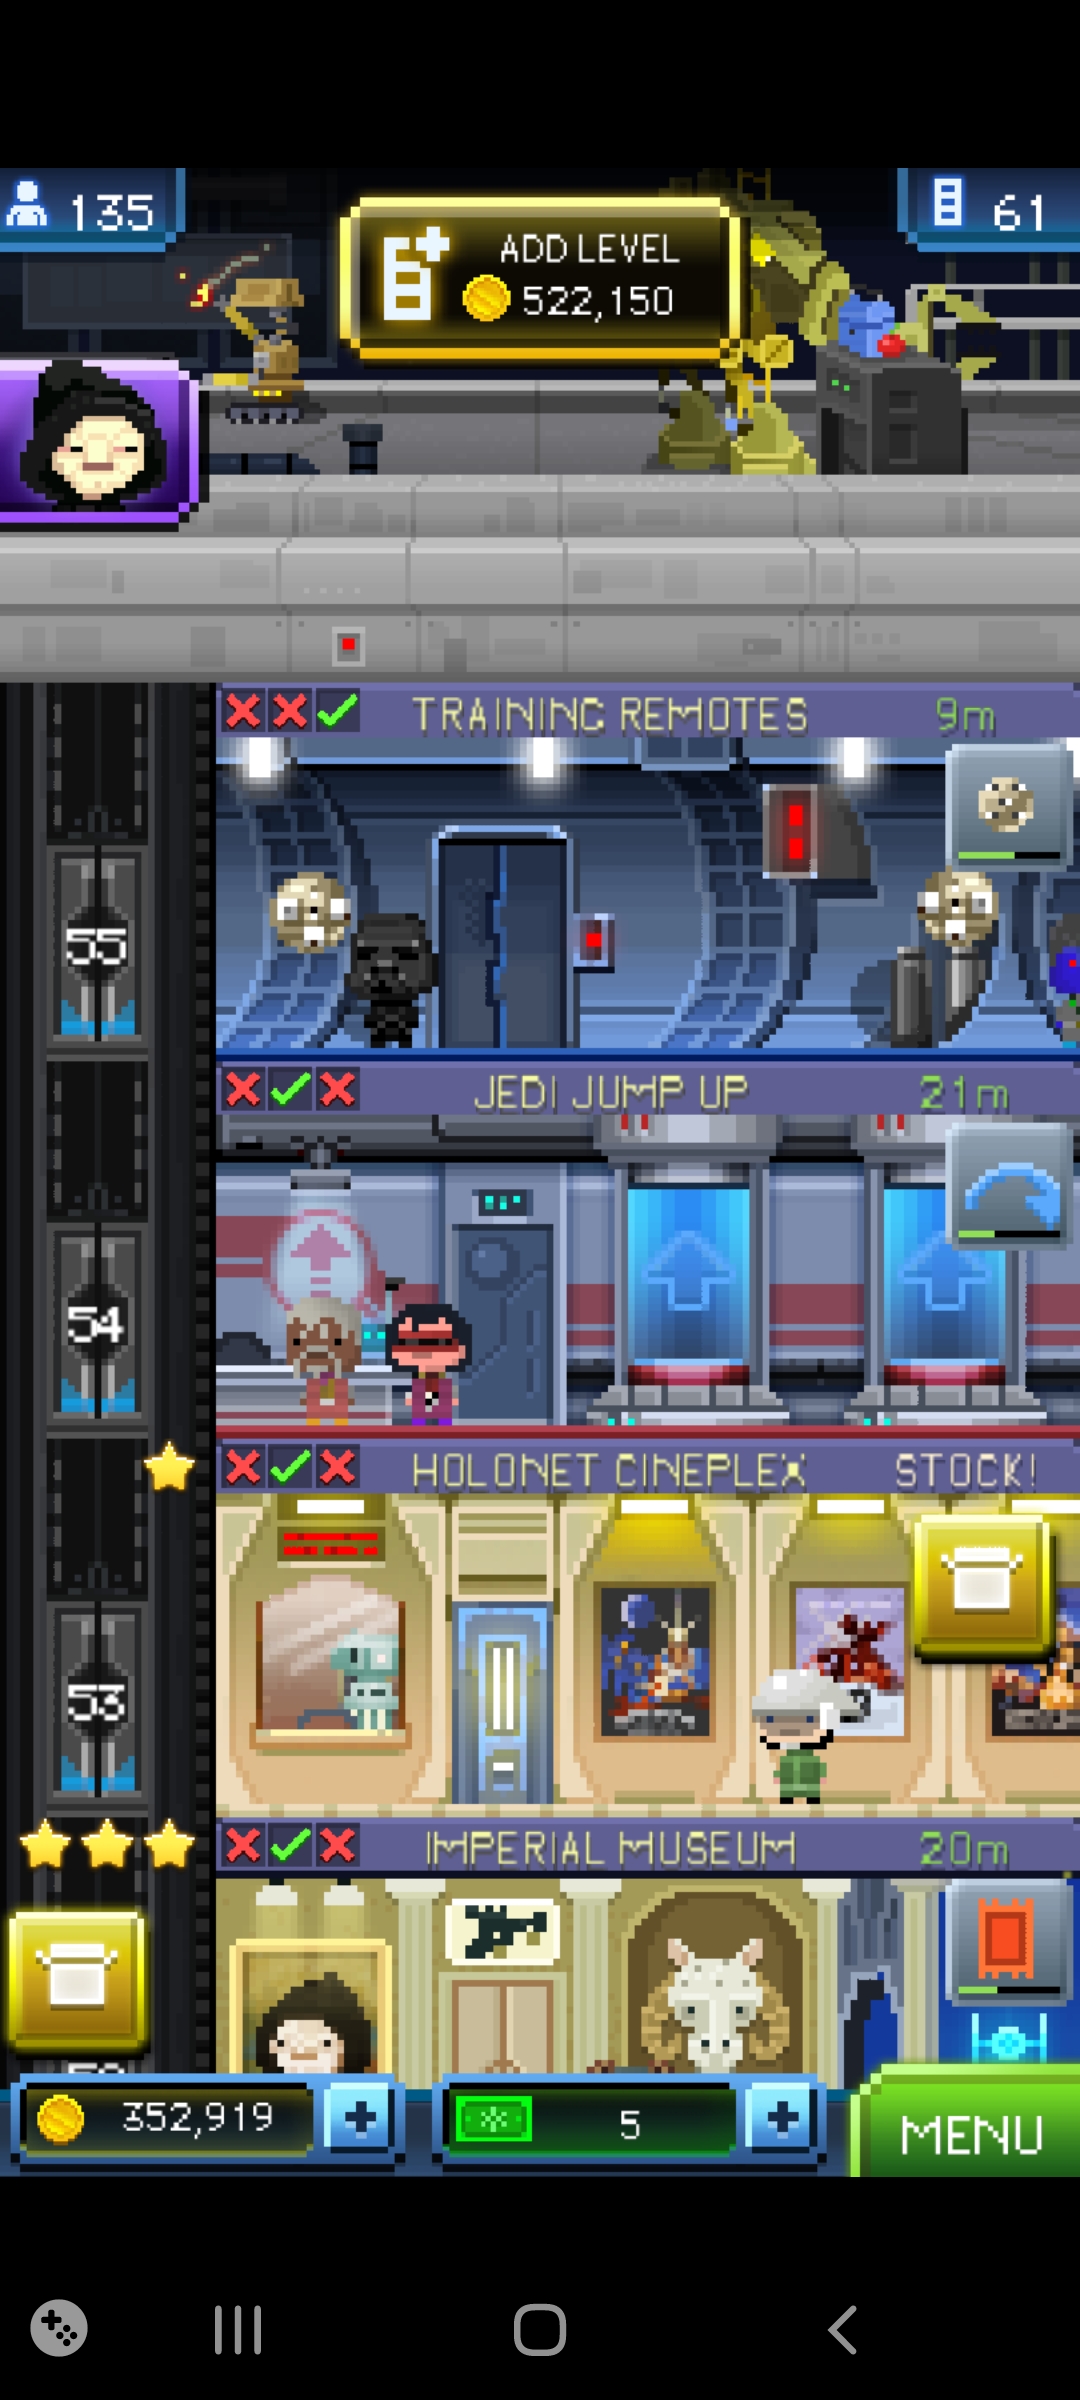 135
ADD LEVEL
522,150
61
TRAINING REMOTES 9m
55
JEDI JUMP UP 21m
54
HOLONET CINEPLEX STOCK!
53
IMPERIAL MUSEUM 20m
352,919
5
MENU